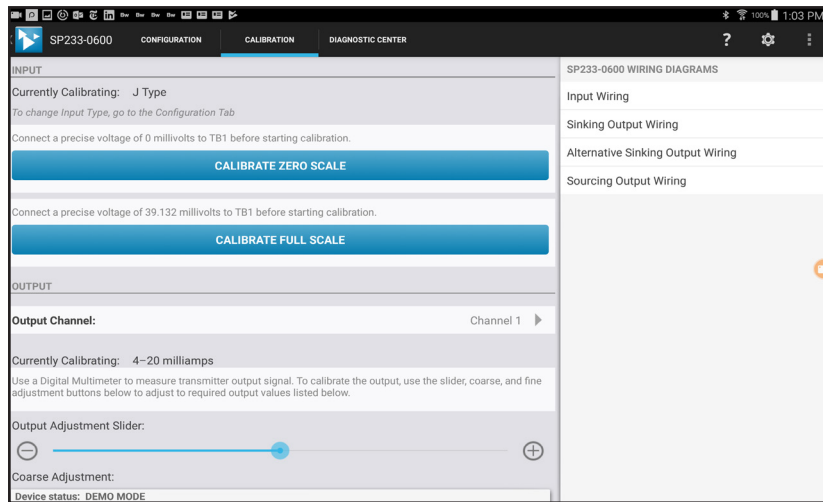 Bw Bw Bw Bw
100% 1:03 PM
SP233-0600 CONFIGURATION CALIBRATION DIAGNOSTIC CENTER ?
INPUT
Currently Calibrating: J Type
To change Input Type, go to the Configuration Tab
Connect a precise voltage of 0 millivolts to TB1 before starting calibration.
CALIBRATE ZERO SCALE
Connect a precise voltage of 39.132 millivolts to TB1 before starting calibration.
CALIBRATE FULL SCALE
OUTPUT
Output Channel: Channel 1
Currently Calibrating: 4–20 milliamps
Use a Digital Multimeter to measure transmitter output signal. To calibrate the output, use the slider, coarse, and fine
adjustment buttons below to adjust to required output values listed below.
Output Adjustment Slider:
Coarse Adjustment:
Device status: DEMO MODE
SP233-0600 WIRING DIAGRAMS
Input Wiring
Sinking Output Wiring
Alternative Sinking Output Wiring
Sourcing Output Wiring